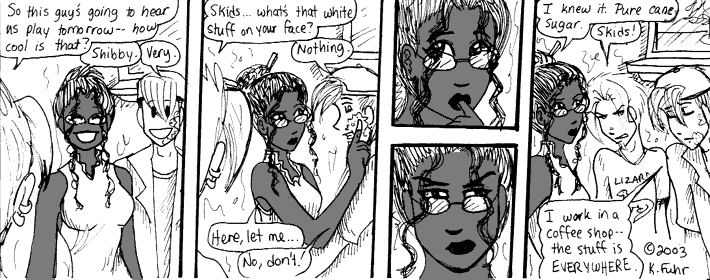 So this guy's going to hear
us play tomorrow-- how
cool is that?
Shibby.
Very.
Skids... what's that white
stuff on your face?
Nothing.
Here, let me...
No, don't!
I knew it. Pure cane
sugar.
Skids!
LIZARD
I work in a
coffee shop--
the stuff is
EVERYWHERE.
©2003
K.Fuhr